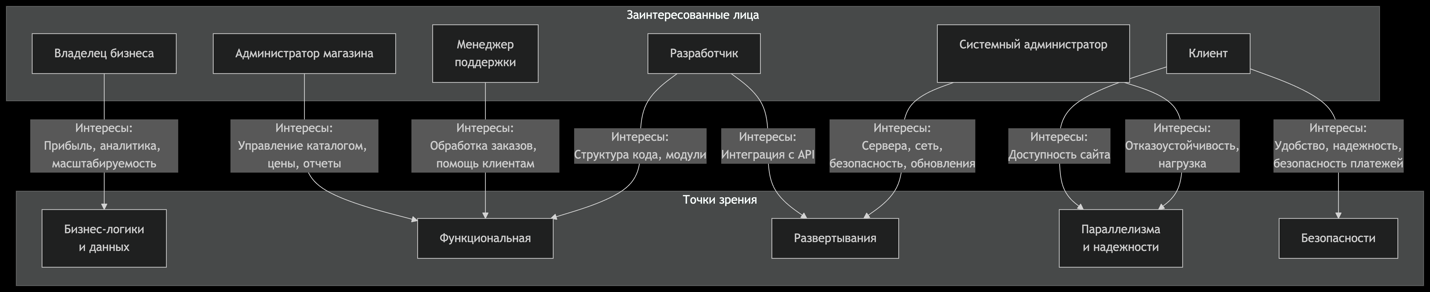 Заинтересованные лица
Владелец бизнеса
Администратор магазина
Менеджер
поддержки
Разработчик
Системный администратор
Клиент
Интересы:
Прибыль, аналитика,
масштабируемость
Интересы:
Управление каталогом,
цены, отчеты
Интересы:
Обработка заказов,
помощь клиентам
Интересы:
Структура кода, модули
Интересы:
Интеграция с API
Интересы:
Сервера, сеть,
безопасность, обновления
Интересы:
Доступность сайта
Интересы:
Отказоустойчивость,
нагрузка
Интересы:
Удобство, надежность,
безопасность платежей
Точки зрения
Бизнес-логики
и данных
Функциональная
Развертывания
Параллелизма
и надежности
Безопасности